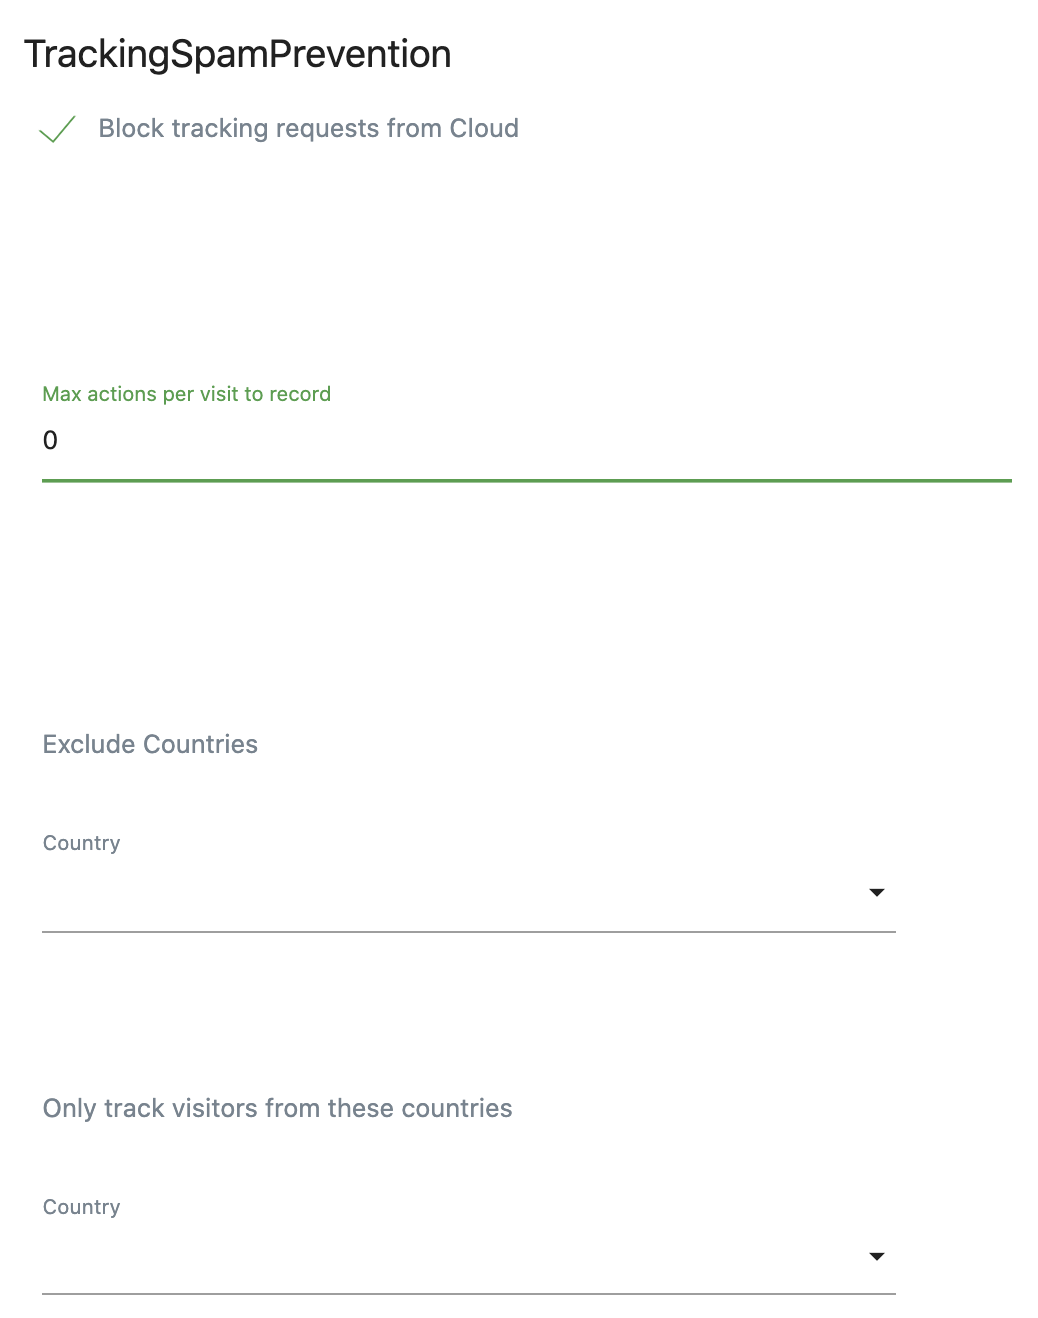 TrackingSpamPrevention
Block tracking requests from Cloud
Max actions per visit to record
0
Exclude Countries
Country
Only track visitors from these countries
Country